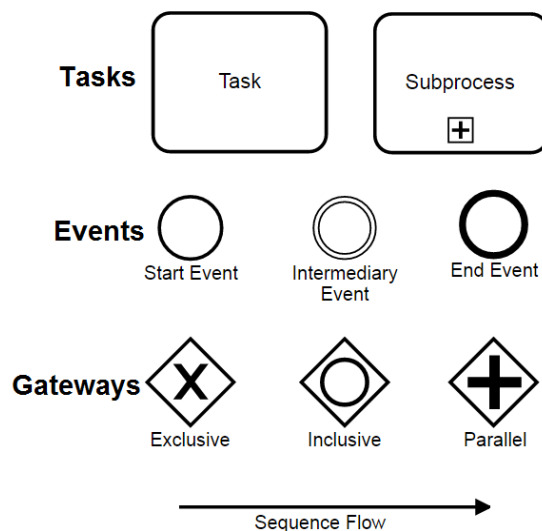 Tasks
Task
Subprocess
Events
Start Event
Intermediary
Event
End Event
Gateways
X
Exclusive
Inclusive
Parallel
Sequence Flow